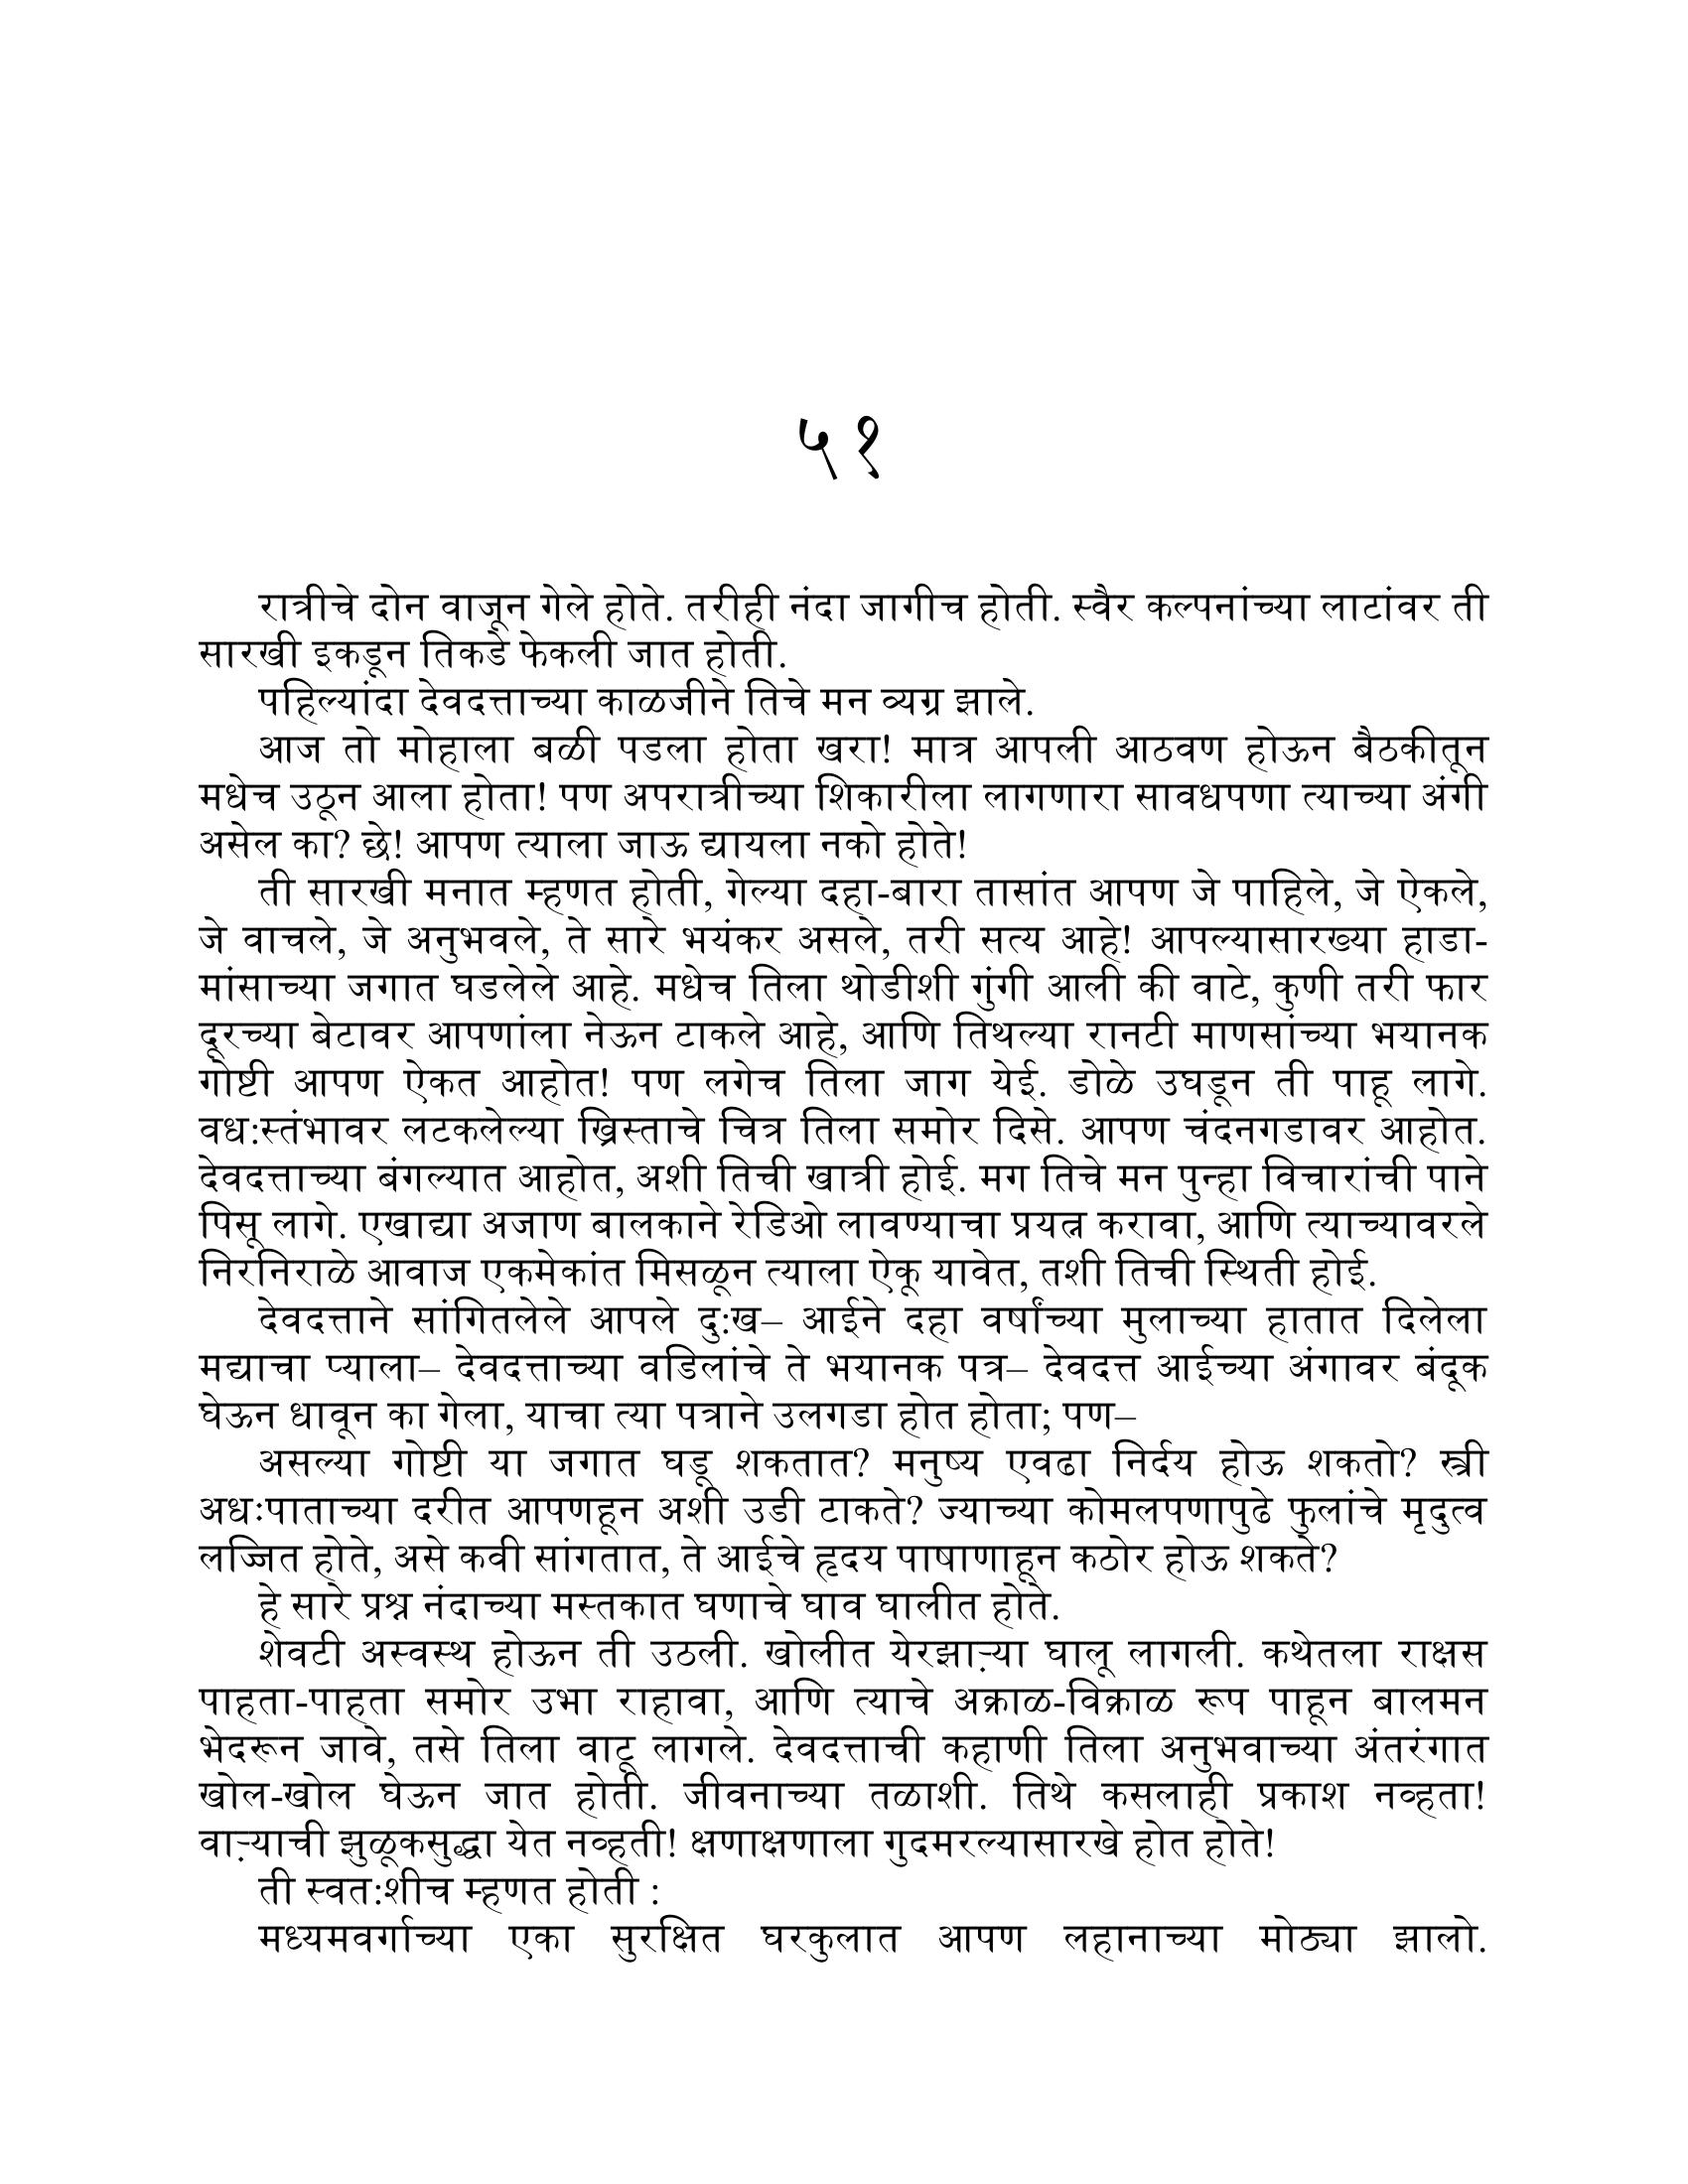 ५१
रात्रीचे दोन वाजून गेले होते. तरीही नंदा जागीच होती. स्वैर कल्पनांच्या लाटांवर ती
सारखी इकडून तिकडे फेकली जात होती.
पहिल्यांदा देवदत्ताच्या काळजीने तिचे मन व्यग्र झाले.
आज तो मोहाला बळी पडला होता खरा! मात्र आपली आठवण होऊन बैठकीतून
मधेच उठून आला होता! पण अपरात्रीच्या शिकारीला लागणारा सावधपणा त्याच्या अंगी
असेल का? छे! आपण त्याला जाऊ द्यायला नको होते!
ती सारखी मनात म्हणत होती, गेल्या दहा-बारा तासांत आपण जे पाहिले, जे ऐकले,
जे वाचले, जे अनुभवले, ते सारे भयंकर असले, तरी सत्य आहे! आपल्यासारख्या हाडा-
मांसाच्या जगात घडलेले आहे. मधेच तिला थोडीशी गुंगी आली की वाटे, कुणी तरी फार
दूरच्या बेटावर आपणांला नेऊन टाकले आहे, आणि तिथल्या रानटी माणसांच्या भयानक
गोष्टी आपण ऐकत आहोत! पण लगेच तिला जाग येई. डोळे उघडून ती पाहू लागे.
वध:स्तंभावर लटकलेल्या ख्रिस्ताचे चित्र तिला समोर दिसे. आपण चंदनगडावर आहोत.
देवदत्ताच्या बंगल्यात आहोत, अशी तिची खात्री होई. मग तिचे मन पुन्हा विचारांची पाने
पिसू लागे. एखाद्या अजाण बालकाने रेडिओ लावण्याचा प्रयत्न करावा, आणि त्याच्यावरले
निरनिराळे आवाज एकमेकांत मिसळून त्याला ऐकू यावेत, तशी तिची स्थिती होई.
देवदत्ताने सांगितलेले आपले दु:ख– आईने दहा वर्षांच्या मुलाच्या हातात दिलेला
मद्याचा प्याला– देवदत्ताच्या वडिलांचे ते भयानक पत्र– देवदत्त आईच्या अंगावर बंदूक
घेऊन धावून का गेला, याचा त्या पत्राने उलगडा होत होता; पण–
असल्या गोष्टी या जगात घडू शकतात? मनुष्य एवढा निर्दय होऊ शकतो? स्त्री
अधःपाताच्या दरीत आपणहून अशी उडी टाकते? ज्याच्या कोमलपणापुढे फुलांचे मृदुत्व
लज्जित होते, असे कवी सांगतात, ते आईचे हृदय पाषाणाहून कठोर होऊ शकते?
हे सारे प्रश्न नंदाच्या मस्तकात घणाचे घाव घालीत होते.
शेवटी अस्वस्थ होऊन ती उठली. खोलीत येरझाऱ्या घालू लागली. कथेतला राक्षस
पाहता-पाहता समोर उभा राहावा, आणि त्याचे अक्राळ-विक्राळ रूप पाहून बालमन
भेदरून जावे, तसे तिला वाटू लागले. देवदत्ताची कहाणी तिला अनुभवाच्या अंतरंगात
खोल-खोल घेऊन जात होती. जीवनाच्या तळाशी. तिथे कसलाही प्रकाश नव्हता!
वाऱ्याची झुळूकसुद्धा येत नव्हती! क्षणाक्षणाला गुदमरल्यासारखे होत होते!
ती स्वत:शीच म्हणत होती :
मध्यमवर्गाच्या एका सुरक्षित घरकुलात आपण लहानाच्या मोठ्या झालो.